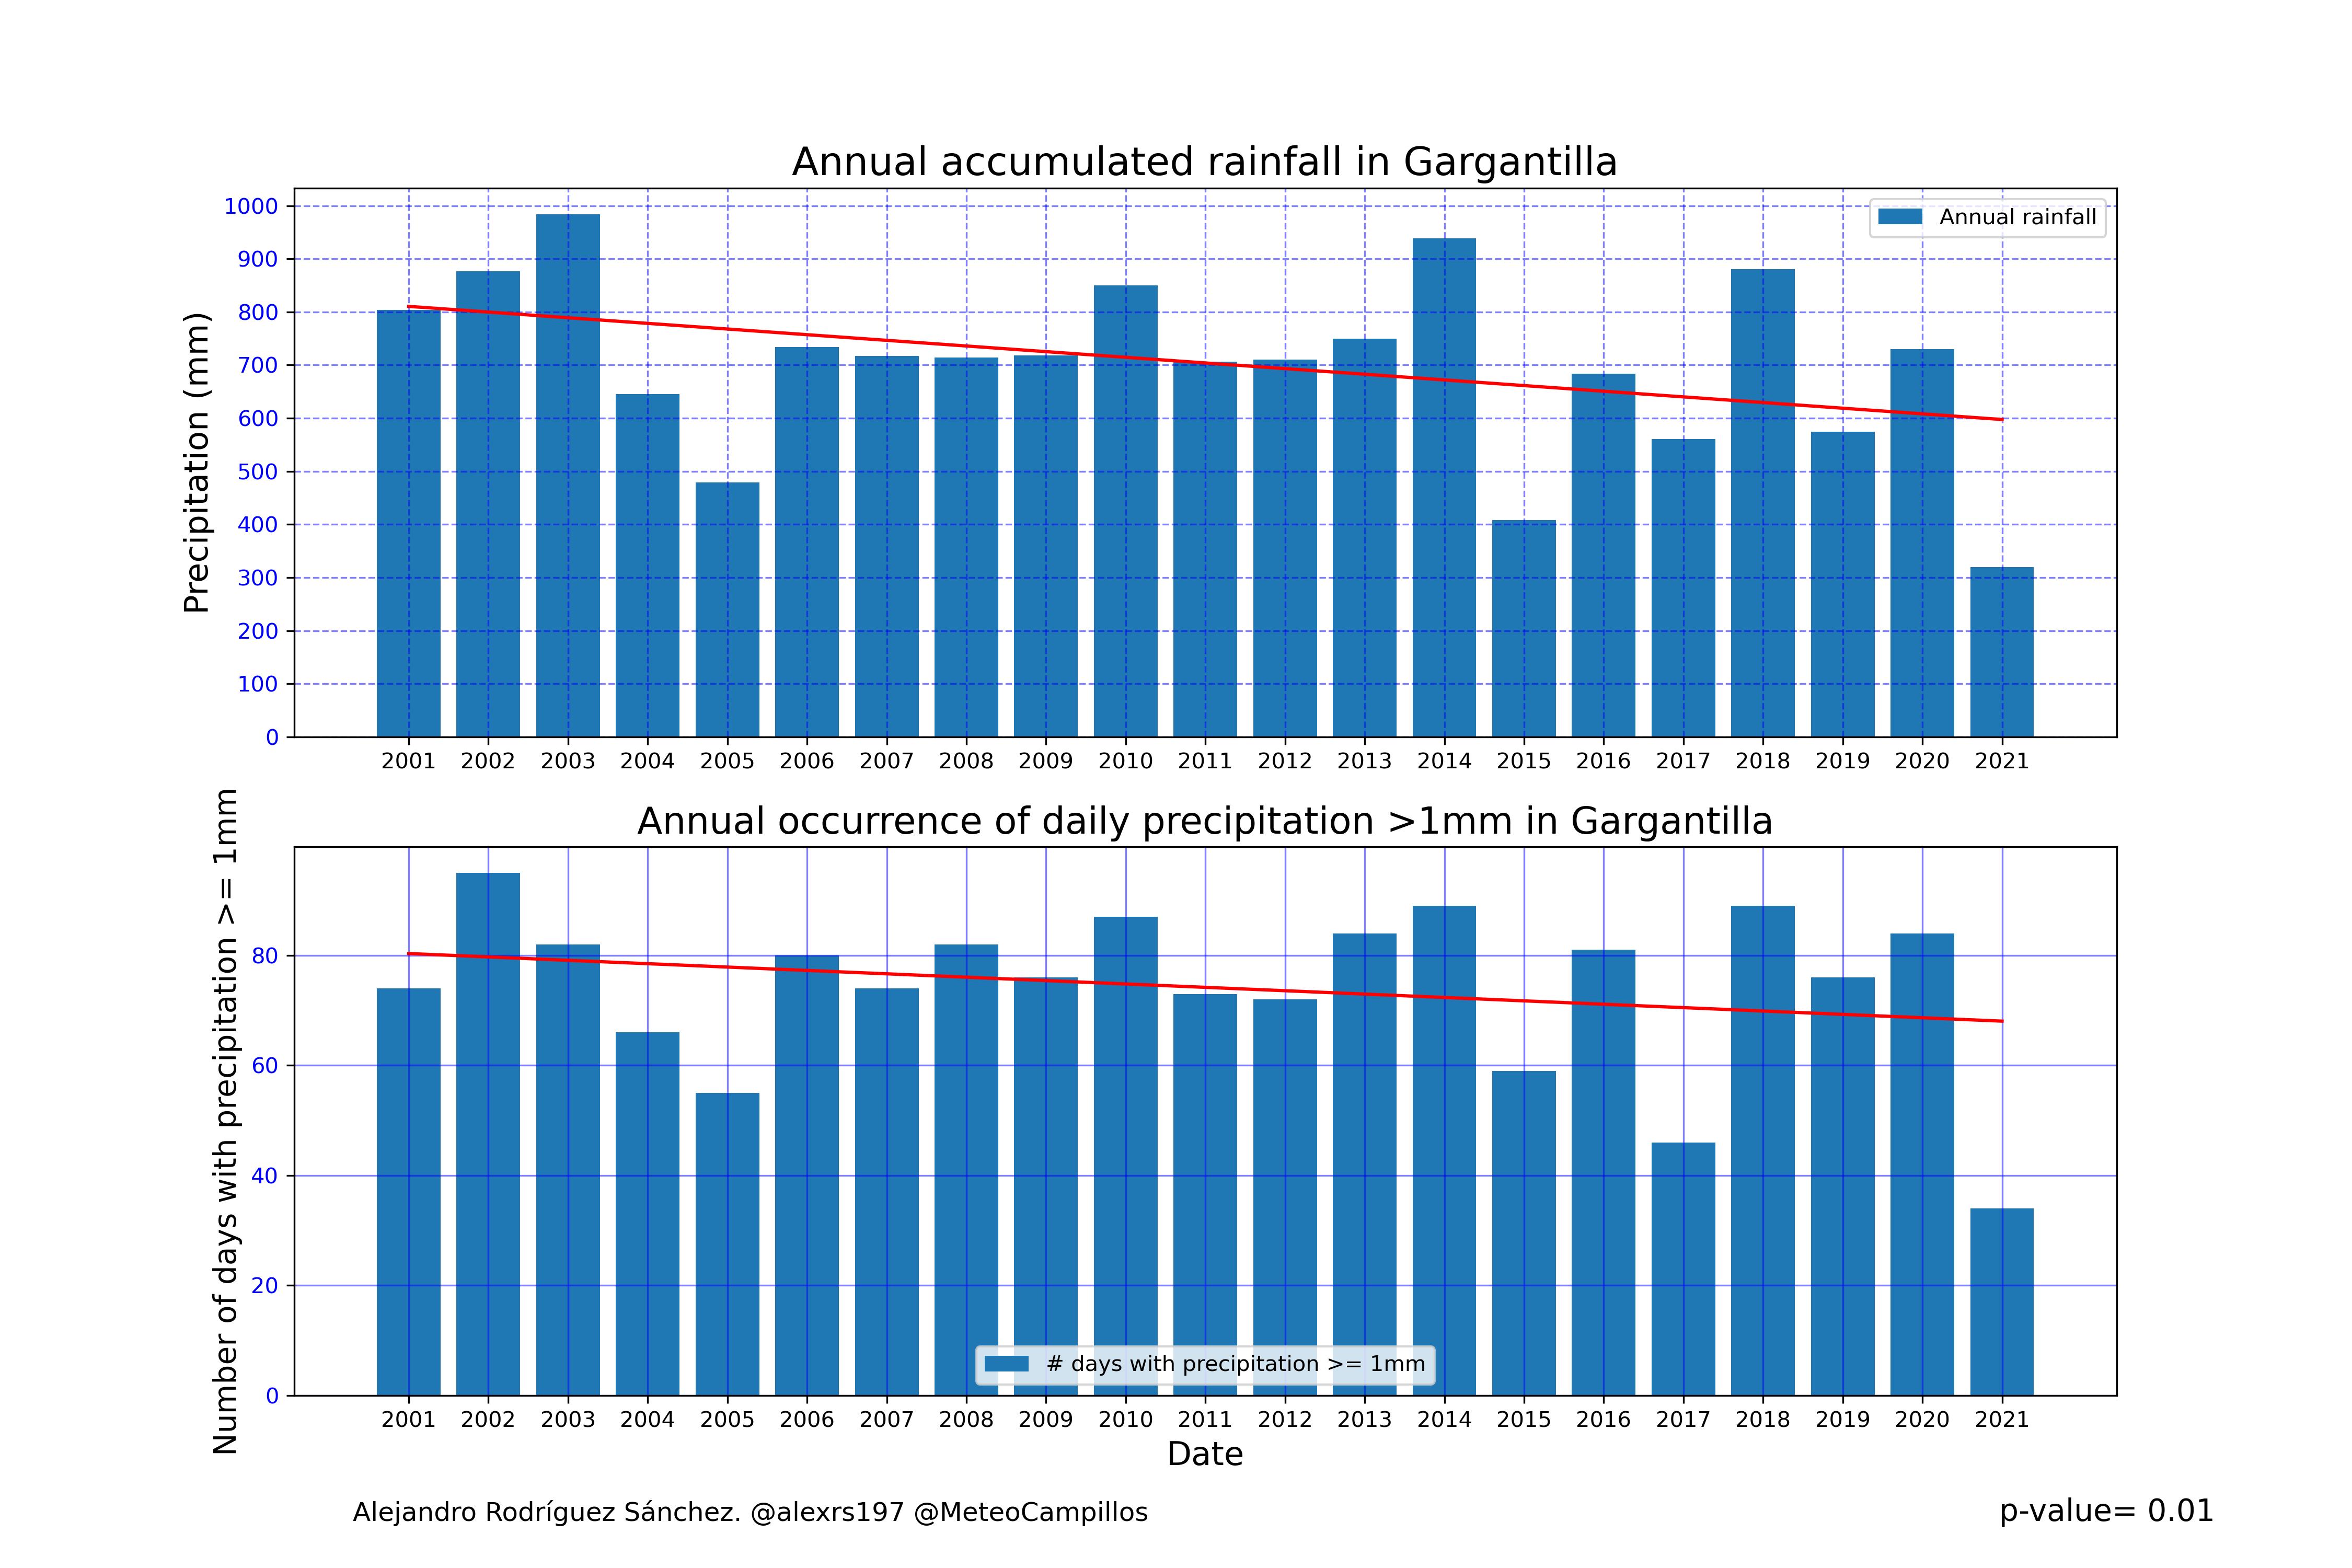 Annual accumulated rainfall in Gargantilla
Precipitation (mm)
1000
900
800
700
600
500
400
300
200
100
0
Annual rainfall
2001 2002 2003 2004 2005 2006 2007 2008 2009 2010 2011 2012 2013 2014 2015 2016 2017 2018 2019 2020 2021
Annual occurrence of daily precipitation >1mm in Gargantilla
Number of days with precipitation >= 1mm
80
60
40
20
0
# days with precipitation >= 1mm
2001 2002 2003 2004 2005 2006 2007 2008 2009 2010 2011 2012 2013 2014 2015 2016 2017 2018 2019 2020 2021
Date
Alejandro Rodríguez Sánchez. @alexrs197 @MeteoCampillos
p-value= 0.01